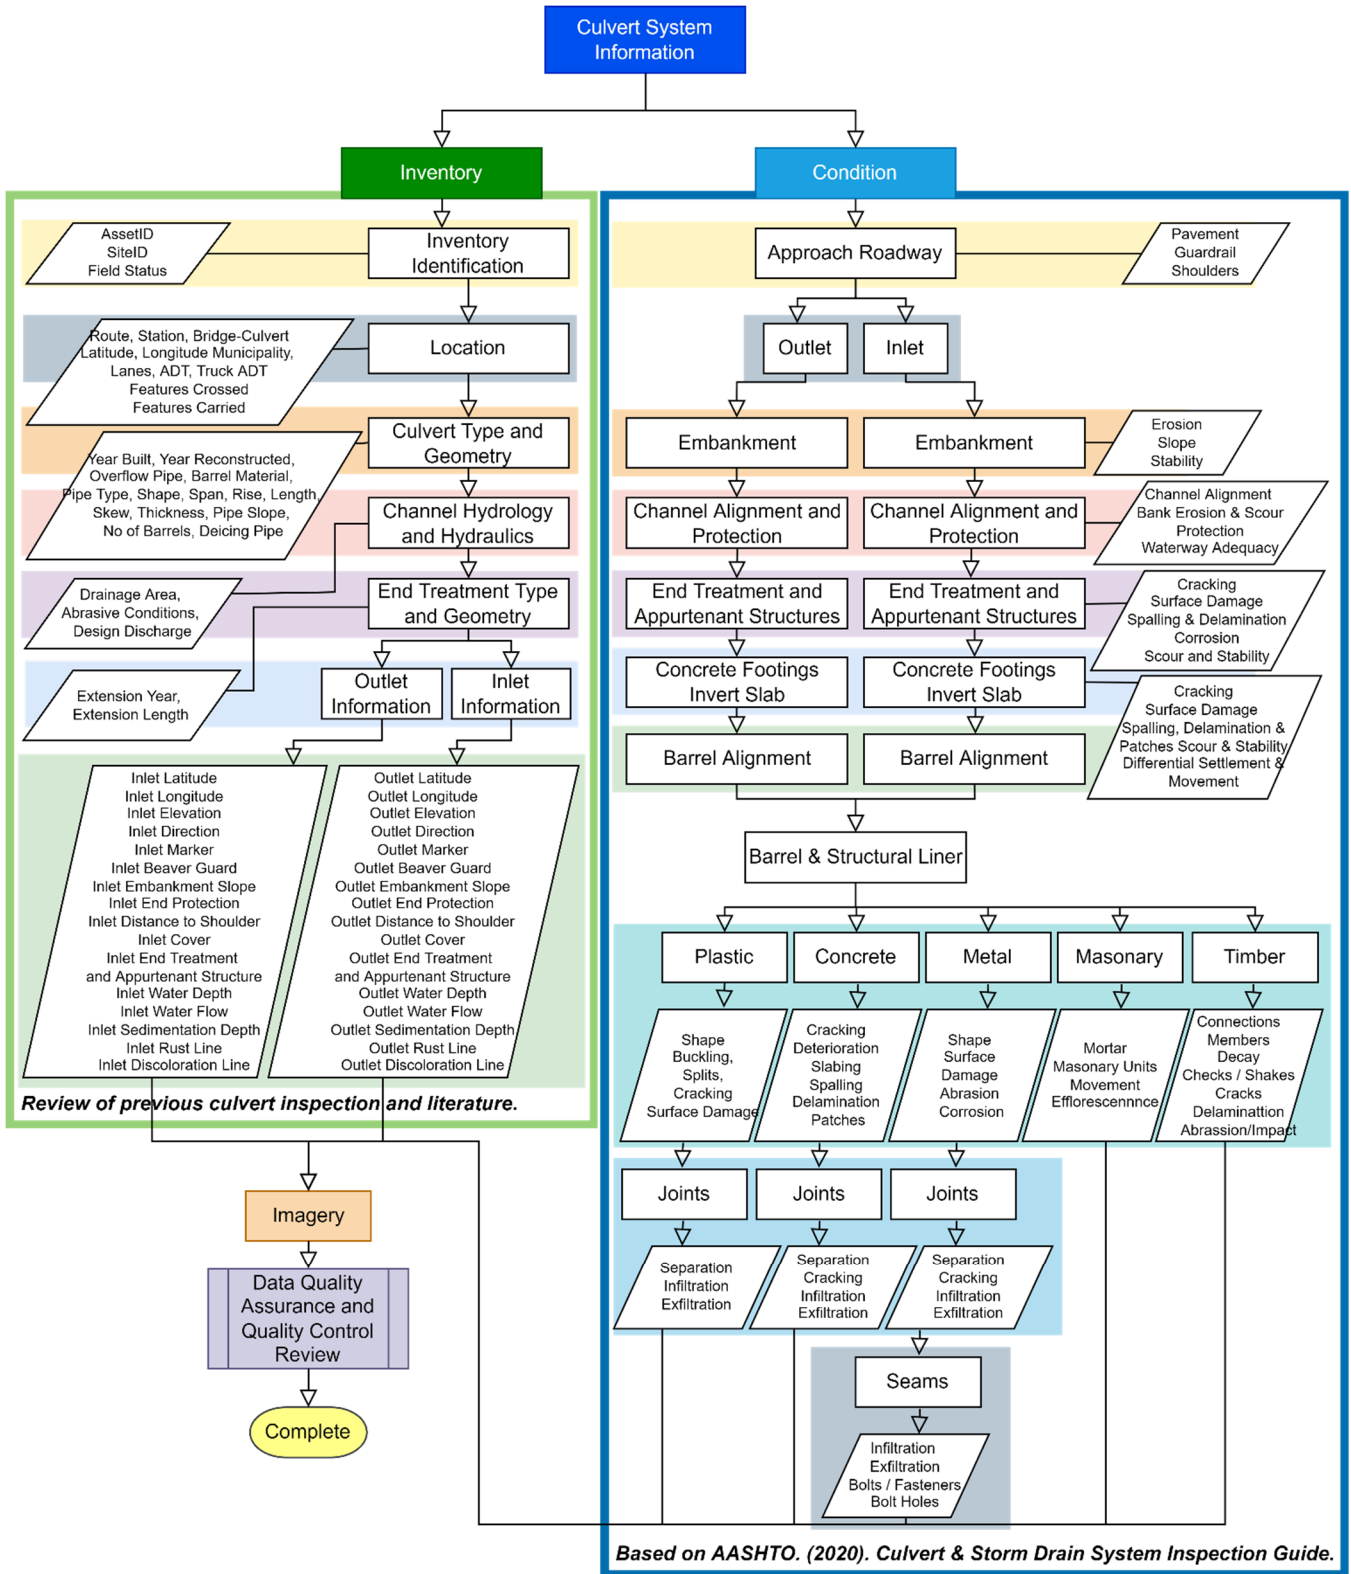 Culvert System
Information
Inventory
Condition
AssetID
SiteID
Field Status
Inventory
Identification
Route, Station, Bridge-Culvert
Latitude, Longitude Municipality,
Lanes, ADT, Truck ADT
Features Crossed
Features Carried
Location
Year Built, Year Reconstructed,
Overflow Pipe, Barrel Material,
Pipe Type, Shape, Span, Rise, Length,
Skew, Thickness, Pipe Slope,
No of Barrels, Deicing Pipe
Culvert Type and
Geometry
Channel Hydrology
and Hydraulics
Drainage Area,
Abrasive Conditions,
Design Discharge
End Treatment Type
and Geometry
Extension Year,
Extension Length
Outlet
Information
Inlet
Information
Inlet Latitude
Inlet Longitude
Inlet Elevation
Inlet Direction
Inlet Marker
Inlet Beaver Guard
Inlet Embankment Slope
Inlet End Protection
Inlet Distance to Shoulder
Inlet Cover
Inlet End Treatment
and Appurtenant Structure
Inlet Water Depth
Inlet Water Flow
Inlet Sedimentation Depth
Inlet Rust Line
Inlet Discoloration Line
Outlet Latitude
Outlet Longitude
Outlet Elevation
Outlet Direction
Outlet Marker
Outlet Beaver Guard
Outlet Embankment Slope
Outlet End Protection
Outlet Distance to Shoulder
Outlet Cover
Outlet End Treatment
and Appurtenant Structure
Outlet Water Depth
Outlet Water Flow
Outlet Sedimentation Depth
Outlet Rust Line
Outlet Discoloration Line
Review of previous culvert inspection and literature.
Imagery
Data Quality
Assurance and
Quality Control
Review
Complete
Approach Roadway
Pavement
Guardrail
Shoulders
Outlet
Inlet
Embankment
Embankment
Erosion
Slope
Stability
Channel Alignment and
Protection
Channel Alignment and
Protection
Channel Alignment
Bank Erosion & Scour
Protection
Waterway Adequacy
End Treatment and
Appurtenant Structures
End Treatment and
Appurtenant Structures
Cracking
Surface Damage
Spalling & Delamination
Corrosion
Scour and Stability
Concrete Footings
Invert Slab
Concrete Footings
Invert Slab
Cracking
Surface Damage
Spalling, Delamination &
Patches Scour & Stability
Differential Settlement &
Movement
Barrel Alignment
Barrel Alignment
Barrel & Structural Liner
Plastic
Concrete
Metal
Masonary
Timber
Shape
Buckling,
Splits,
Cracking
Surface Damage
Cracking
Deterioration
Slabing
Spalling
Delamination
Patches
Shape
Surface
Damage
Abrasion
Corrosion
Mortar
Masonary Units
Movement
Efflorescennnce
Connections
Members
Decay
Checks / Shakes
Cracks
Delaminattion
Abrassion/Impact
Joints
Joints
Joints
Separation
Infiltration
Exfiltration
Separation
Cracking
Infiltration
Exfiltration
Separation
Cracking
Infiltration
Exfiltration
Seams
Infiltration
Exfiltration
Bolts / Fasteners
Bolt Holes
Based on AASHTO. (2020). Culvert & Storm Drain System Inspection Guide.